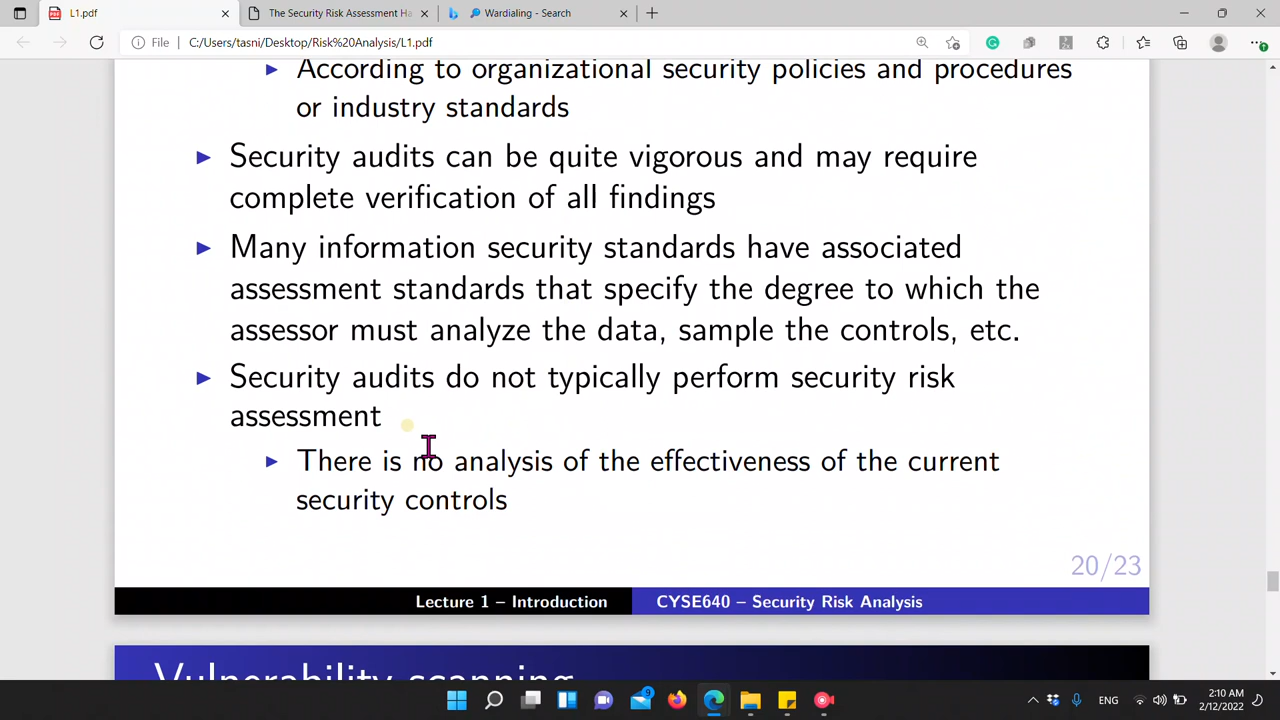 L1.pdf
The Security Risk Assessment Ha
Wardialing - Search
File
C:/Users/tasni/Desktop/Risk%20Analysis/L1.pdf
According to organizational security policies and procedures
or industry standards
Security audits can be quite vigorous and may require
complete verification of all findings
Many information security standards have associated
assessment standards that specify the degree to which the
assessor must analyze the data, sample the controls, etc.
Security audits do not typically perform security risk
assessment
There is no analysis of the effectiveness of the current
security controls
20/23
Lecture 1 – Introduction
CYSE640 – Security Risk Analysis
Vulnerability scanning
9
ENG
2:10 AM
2/12/2022